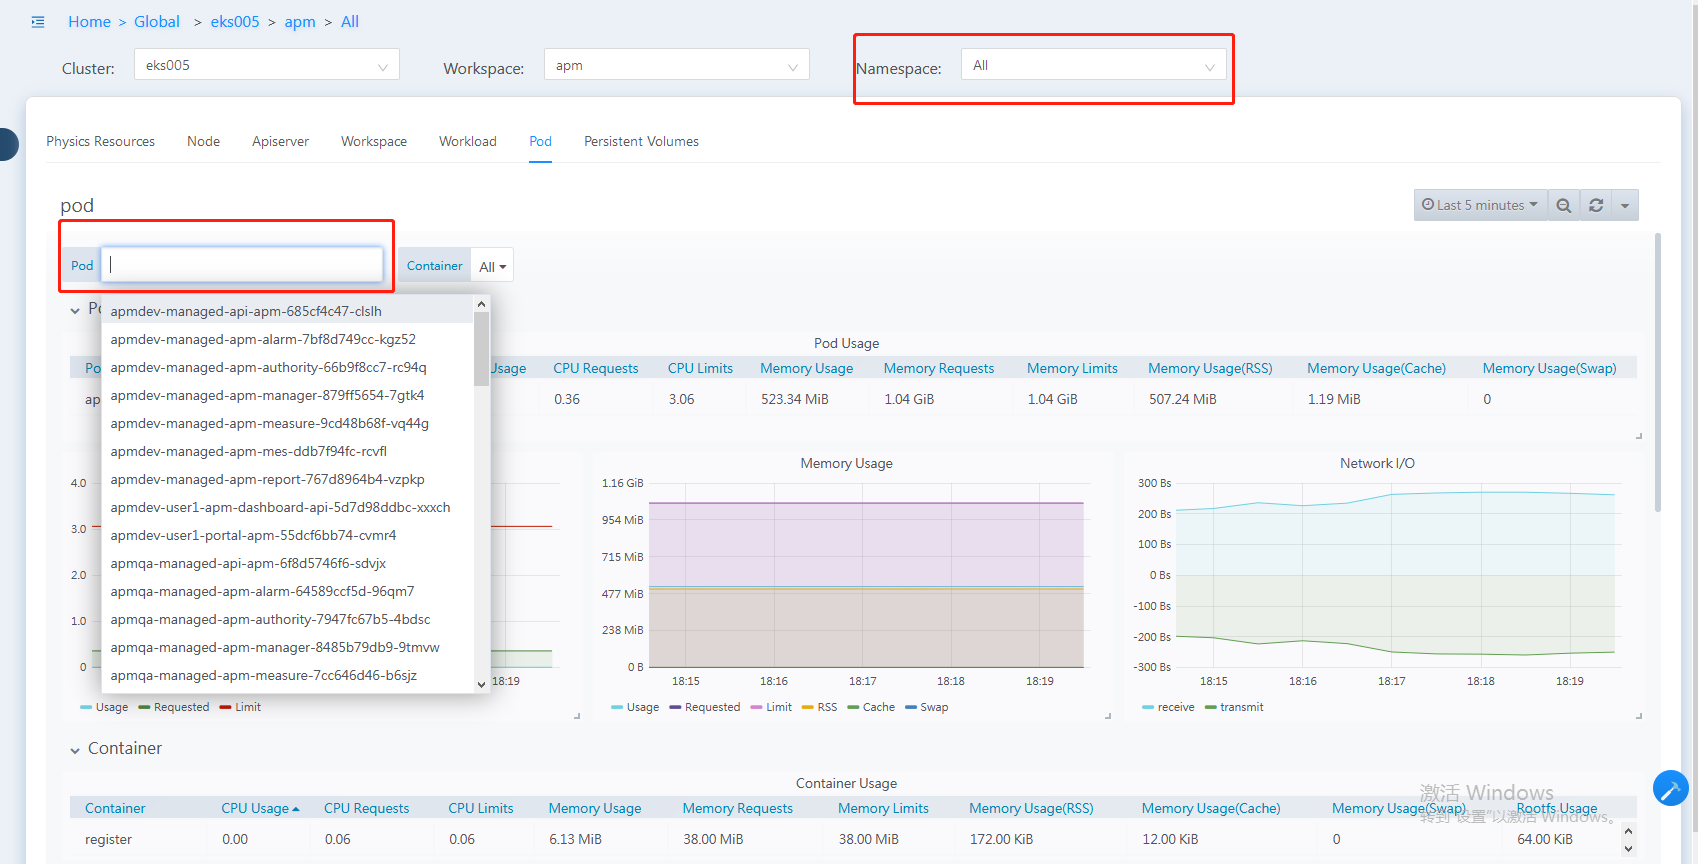 Home > Global > eks005 > apm > All
Cluster: eks005 Workspace: apm Namespace: All
Physics Resources Node Apiserver Workspace Workload Pod Persistent Volumes
pod
Last 5 minutes
Pod Container All
apmdev-managed-api-apm-685cf4c47-clslh
apmdev-managed-apm-alarm-7bf8d749cc-kgz52
apmdev-managed-apm-authority-66b9f8cc7-rc94q
apmdev-managed-apm-manager-879ff5654-7gtk4
apmdev-managed-apm-measure-9cd48b68f-vq44g
apmdev-managed-apm-mes-ddb7f94fc-rcvfl
apmdev-managed-apm-report-767d8964b4-vzpkp
apmdev-user1-apm-dashboard-api-5d7d98ddbc-xxxch
apmdev-user1-portal-apm-55dcf6bb74-cvmr4
apmqa-managed-api-apm-6f8d5746f6-sdvjx
apmqa-managed-apm-alarm-64589ccf5d-96qm7
apmqa-managed-apm-authority-7947fc67b5-4bdsc
apmqa-managed-apm-manager-8485b79db9-9tmvw
apmqa-managed-apm-measure-7cc646d46-b6sjz
Pod Usage
Usage CPU Requests CPU Limits Memory Usage Memory Requests Memory Limits Memory Usage(RSS) Memory Usage(Cache) Memory Usage(Swap)
0.36 3.06 523.34 MiB 1.04 GiB 1.04 GiB 507.24 MiB 1.19 MiB 0
4.0
3.0
2.0
1.0
0
18:19
Usage Requested Limit
Memory Usage
1.16 GiB
954 MiB
715 MiB
477 MiB
238 MiB
0 B
18:15 18:16 18:17 18:18 18:19
Usage Requested Limit RSS Cache Swap
Network I/O
300 Bs
200 Bs
100 Bs
0 Bs
-100 Bs
-200 Bs
-300 Bs
18:15 18:16 18:17 18:18 18:19
receive transmit
Container
Container Usage
Container CPU Usage CPU Requests CPU Limits Memory Usage Memory Requests Memory Limits Memory Usage(RSS) Memory Usage(Cache) Memory Usage(Swap) Rootfs Usage
register 0.00 0.06 0.06 6.13 MiB 38.00 MiB 38.00 MiB 172.00 KiB 12.00 KiB 0 64.00 KiB
激活 Windows
转到"设置"以激活 Windows。